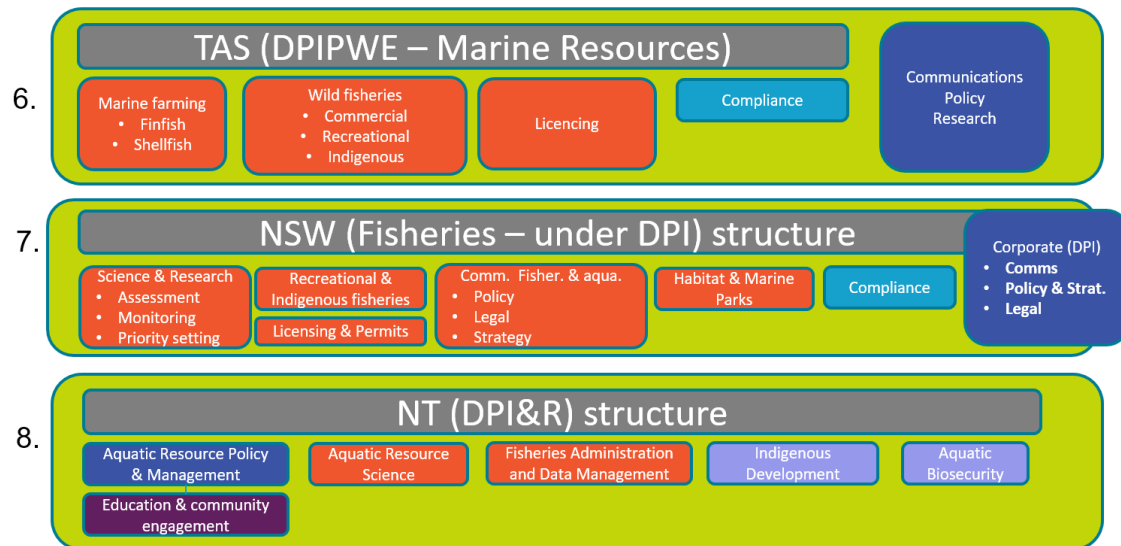 6.
TAS (DPIPWE – Marine Resources)
Marine farming
• Finfish
• Shellfish
Wild fisheries
• Commercial
• Recreational
• Indigenous
Licencing
Compliance
Communications
Policy
Research
7.
NSW (Fisheries – under DPI) structure
Science & Research
• Assessment
• Monitoring
• Priority setting
Recreational &
Indigenous fisheries
Licensing & Permits
Comm. Fisher. & aqua.
• Policy
• Legal
• Strategy
Habitat & Marine
Parks
Compliance
Corporate (DPI)
• Comms
• Policy & Strat.
• Legal
8.
NT (DPI&R) structure
Aquatic Resource Policy
& Management
Education & community
engagement
Aquatic Resource
Science
Fisheries Administration
and Data Management
Indigenous
Development
Aquatic
Biosecurity